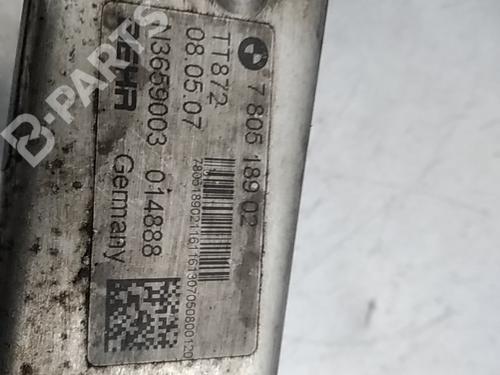 7 805 189 02
TT872
08.05.07
BEHR
N3659003 014888
Germany
B-PARTS